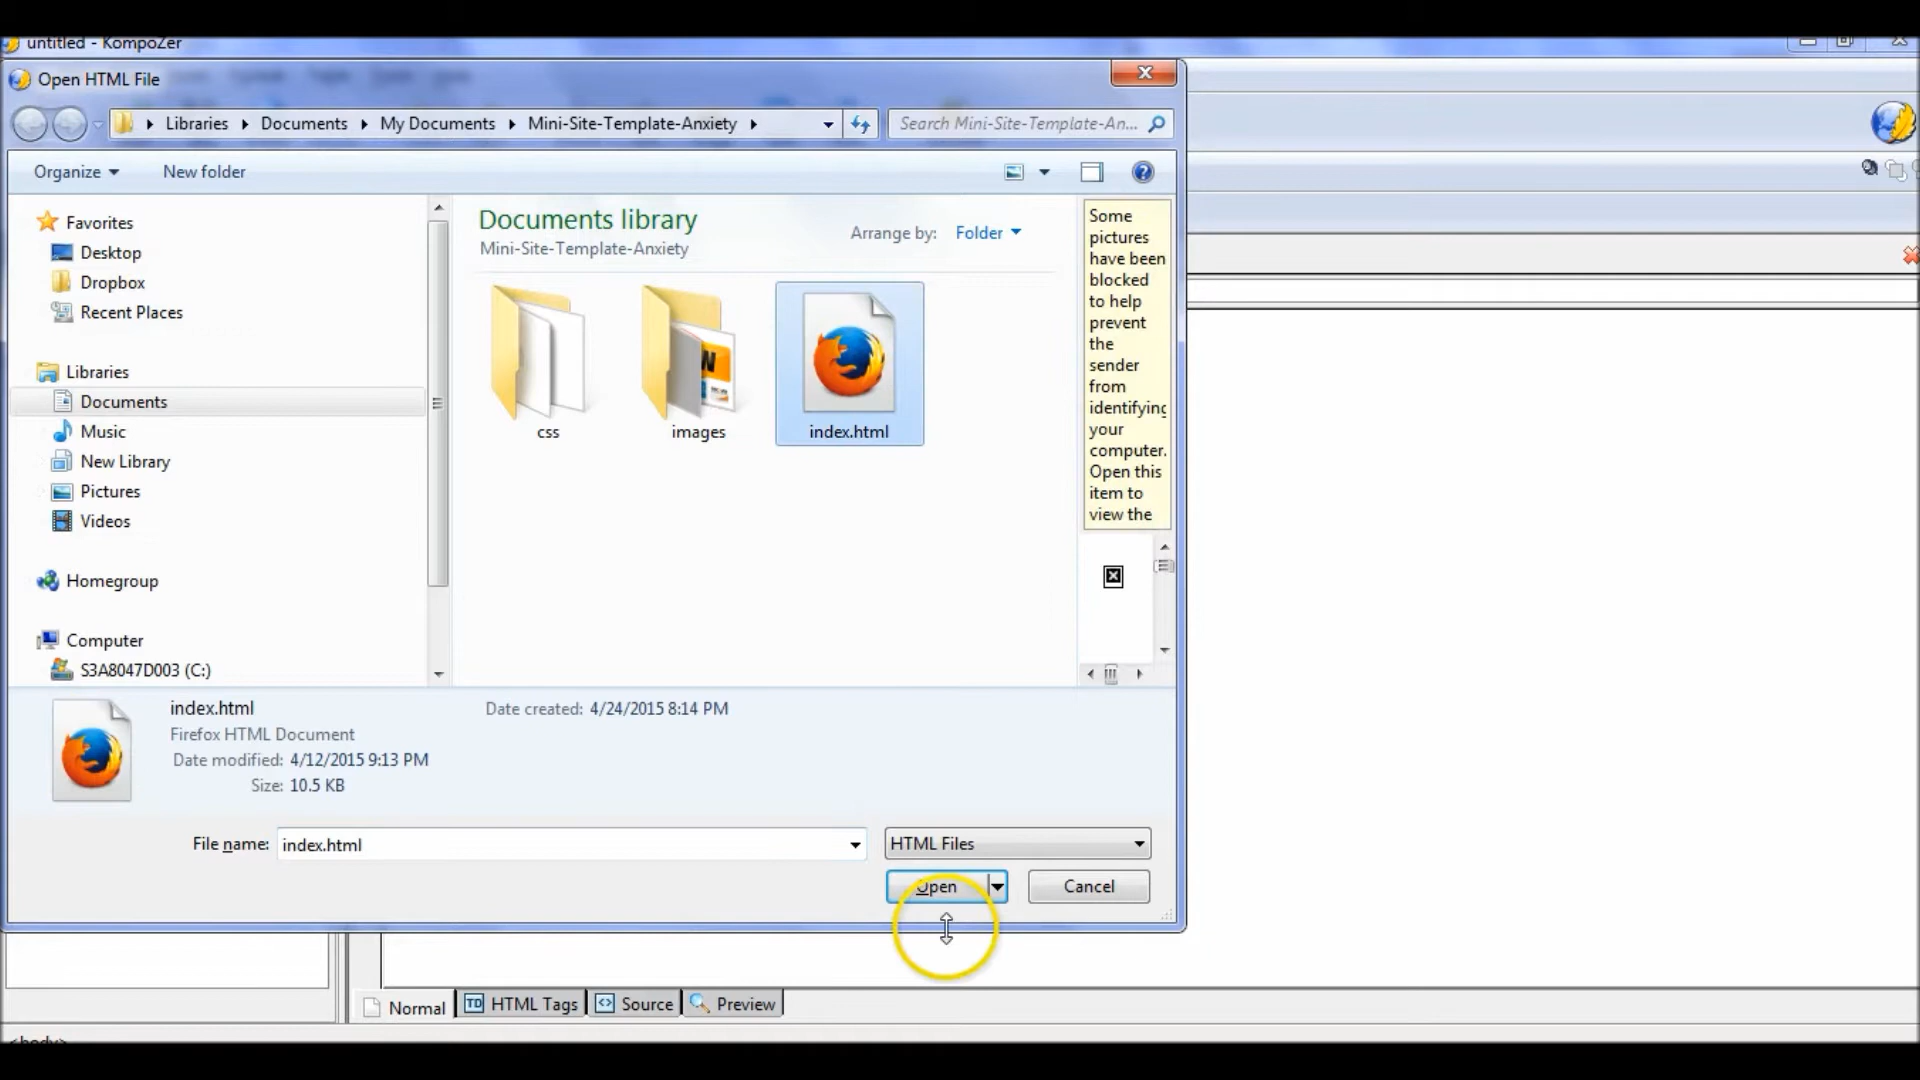 untitled - KompoZer
Open HTML File
Libraries
Documents
My Documents
Mini-Site-Template-Anxiety
Search Mini-Site-Template-An...
Organize
New folder
Favorites
Desktop
Dropbox
Recent Places
Libraries
Documents
Music
New Library
Pictures
Videos
Homegroup
Computer
S3A8047D003 (C:)
Documents library
Mini-Site-Template-Anxiety
Arrange by: Folder
css
images
index.html
Some
pictures
have been
blocked
to help
prevent
the
sender
from
identifying
your
computer.
Open this
item to
view the
index.html
Firefox HTML Document
Date modified: 4/12/2015 9:13 PM
Size: 10.5 KB
Date created: 4/24/2015 8:14 PM
File name: index.html
HTML Files
Open
Cancel
Normal
TD HTML Tags
Source
Preview
<body>